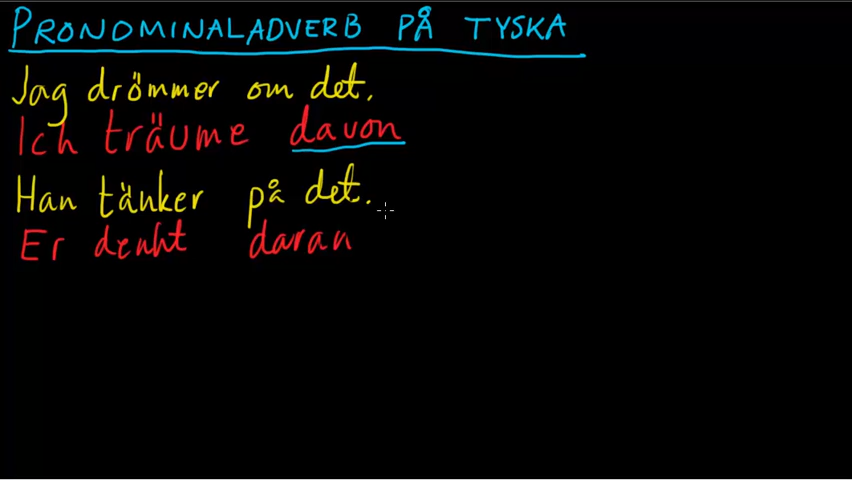 PRONOMINALADVERB PÅ TYSKA
Jag drömmer om det.
Ich träume davon
Han tänker på det.
Er denkt daran